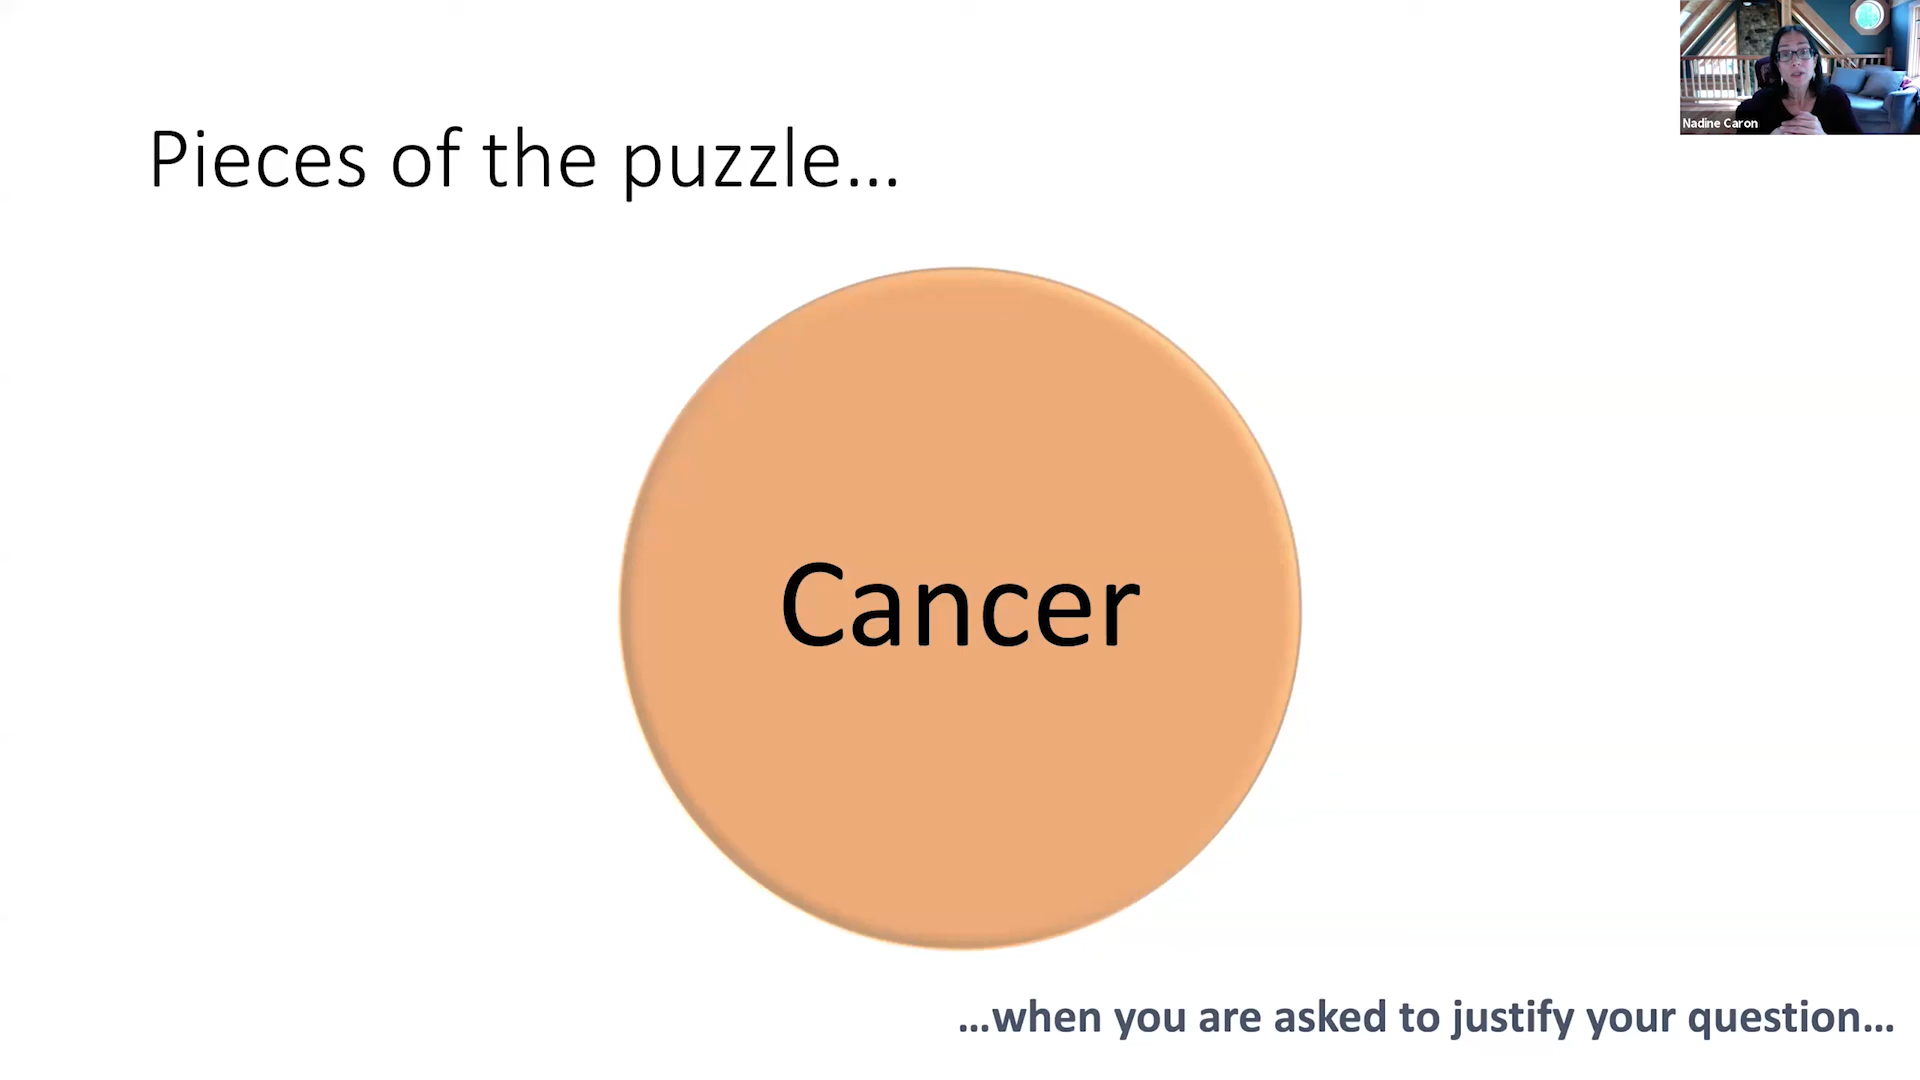 Nadine Caron
Pieces of the puzzle...
Cancer
...when you are asked to justify your question...